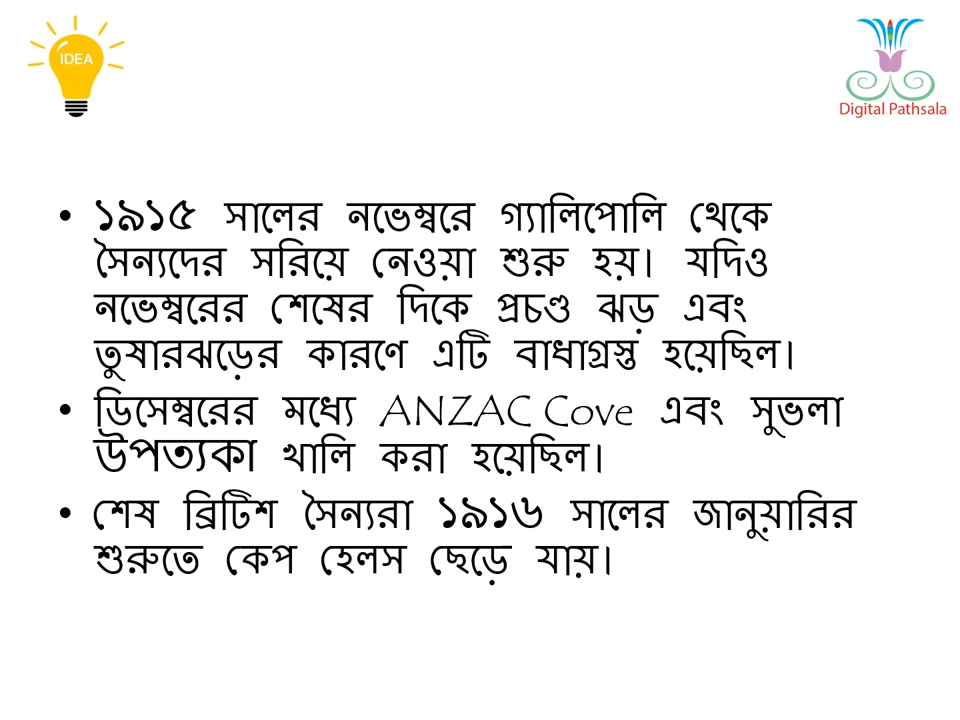 IDEA
Digital Pathsala
• ১৯১৫ সালের নভেম্বরে গ্যালিপোলি থেকে
সৈন্যদের সরিয়ে নেওয়া শুরু হয়। যদিও
নভেম্বরের শেষের দিকে প্রচণ্ড ঝড় এবং
তুষারঝড়ের কারণে এটি বাধাগ্রস্ত হয়েছিল।
• ডিসেম্বরের মধ্যে ANZAC Cove এবং সুভলা
উপত্যকা খালি করা হয়েছিল।
• শেষ ব্রিটিশ সৈন্যরা ১৯১৬ সালের জানুয়ারির
শুরুতে কেপ হেলস ছেড়ে যায়।